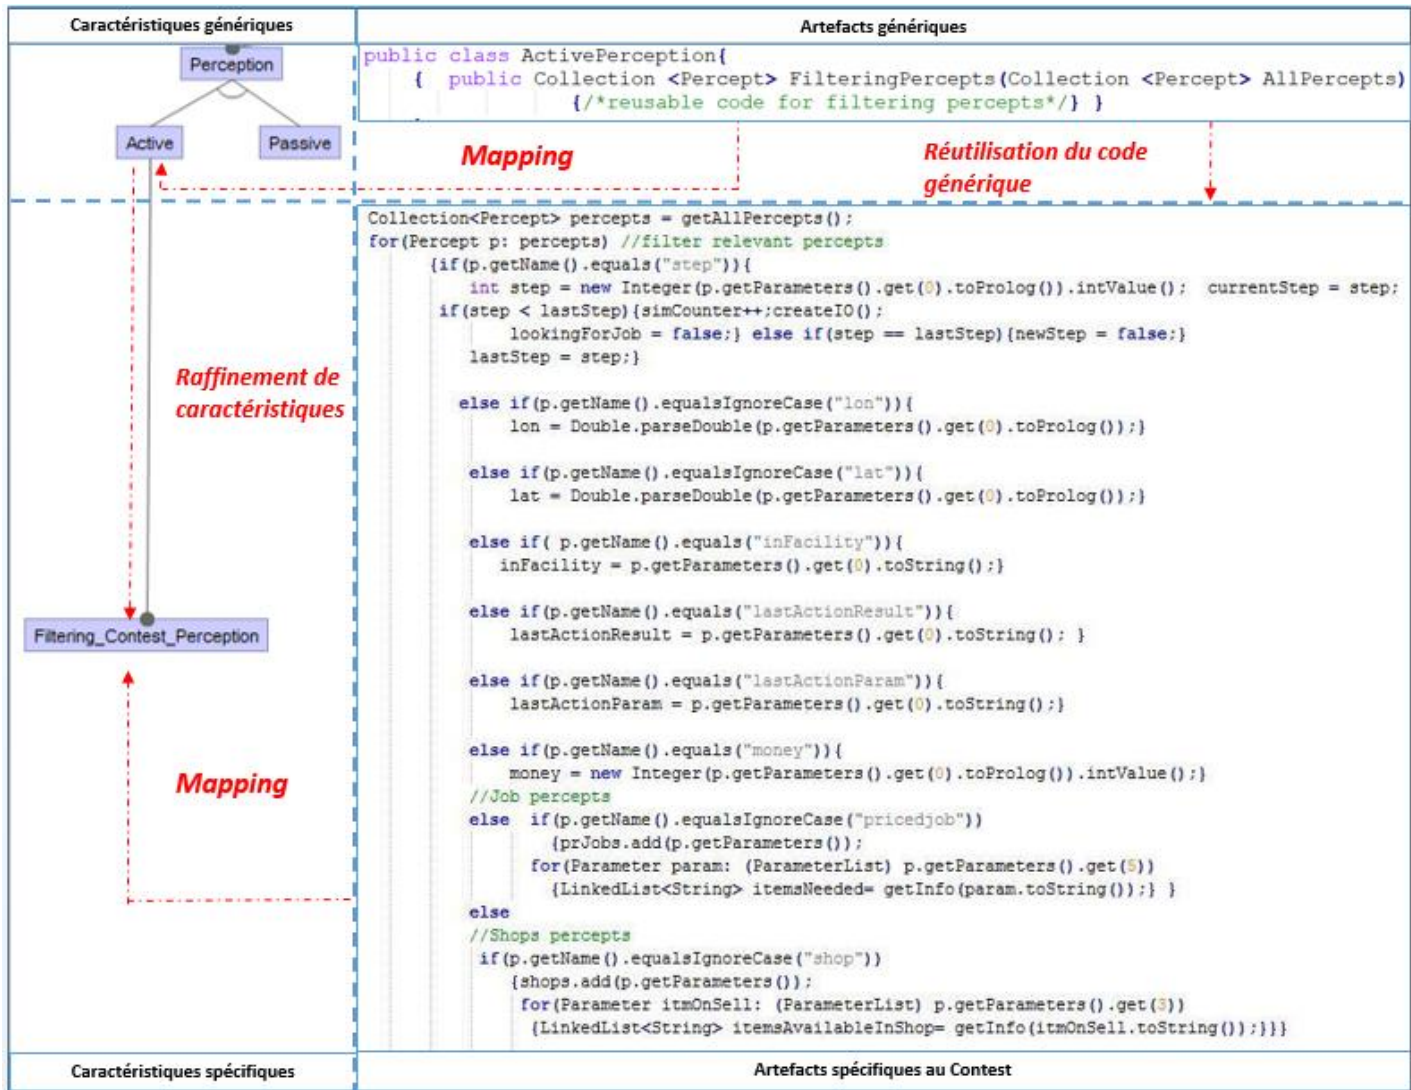 Caractéristiques génériques
Artefacts génériques
Perception
Active
Passive
public class ActivePerception{
{ public Collection <Percept> FilteringPercepts(Collection <Percept> AllPercepts)
{/*reusable code for filtering percepts*/} }
Mapping
Réutilisation du code
générique
Raffinement de
caractéristiques
Filtering_Contest_Perception
Mapping
Collection<Percept> percepts = getAllPercepts();
for(Percept p: percepts) //filter relevant percepts
{if(p.getName().equals("step")){
int step = new Integer(p.getParameters().get(0).toProlog()).intValue(); currentStep = step;
if(step < lastStep){simCounter++;createIO();
lookingForJob = false;} else if(step == lastStep){newStep = false;}
lastStep = step;}
else if(p.getName().equalsIgnoreCase("lon")){
lon = Double.parseDouble(p.getParameters().get(0).toProlog());}
else if(p.getName().equalsIgnoreCase("lat")){
lat = Double.parseDouble(p.getParameters().get(0).toProlog());}
else if( p.getName().equals("inFacility")){
inFacility = p.getParameters().get(0).toString();}
else if(p.getName().equals("lastActionResult")){
lastActionResult = p.getParameters().get(0).toString(); }
else if(p.getName().equals("lastActionParam")){
lastActionParam = p.getParameters().get(0).toString();}
else if(p.getName().equals("money")){
money = new Integer(p.getParameters().get(0).toProlog()).intValue();}
//Job percepts
else if(p.getName().equalsIgnoreCase("pricedjob"))
{prJobs.add(p.getParameters());
for(Parameter param: (ParameterList) p.getParameters().get(5))
{LinkedList<String> itemsNeeded= getInfo(param.toString());} }
else
//Shops percepts
if(p.getName().equalsIgnoreCase("shop"))
{shops.add(p.getParameters());
for(Parameter itmOnSell: (ParameterList) p.getParameters().get(3))
{LinkedList<String> itemsAvailableInShop= getInfo(itmOnSell.toString());}}}
Caractéristiques spécifiques
Artefacts spécifiques au Contest